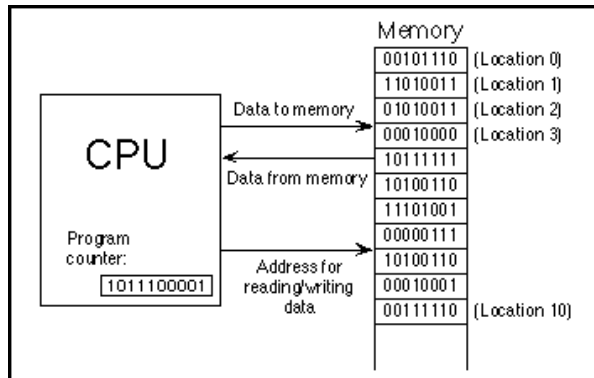 Memory
00101110 (Location 0)
11010011 (Location 1)
01010011 (Location 2)
00010000 (Location 3)
10111111
10100110
11101001
00000111
10100110
00010001
00111110 (Location 10)
CPU
Program
counter:
1011100001
Data to memory
Data from memory
Address for
reading/writing
data